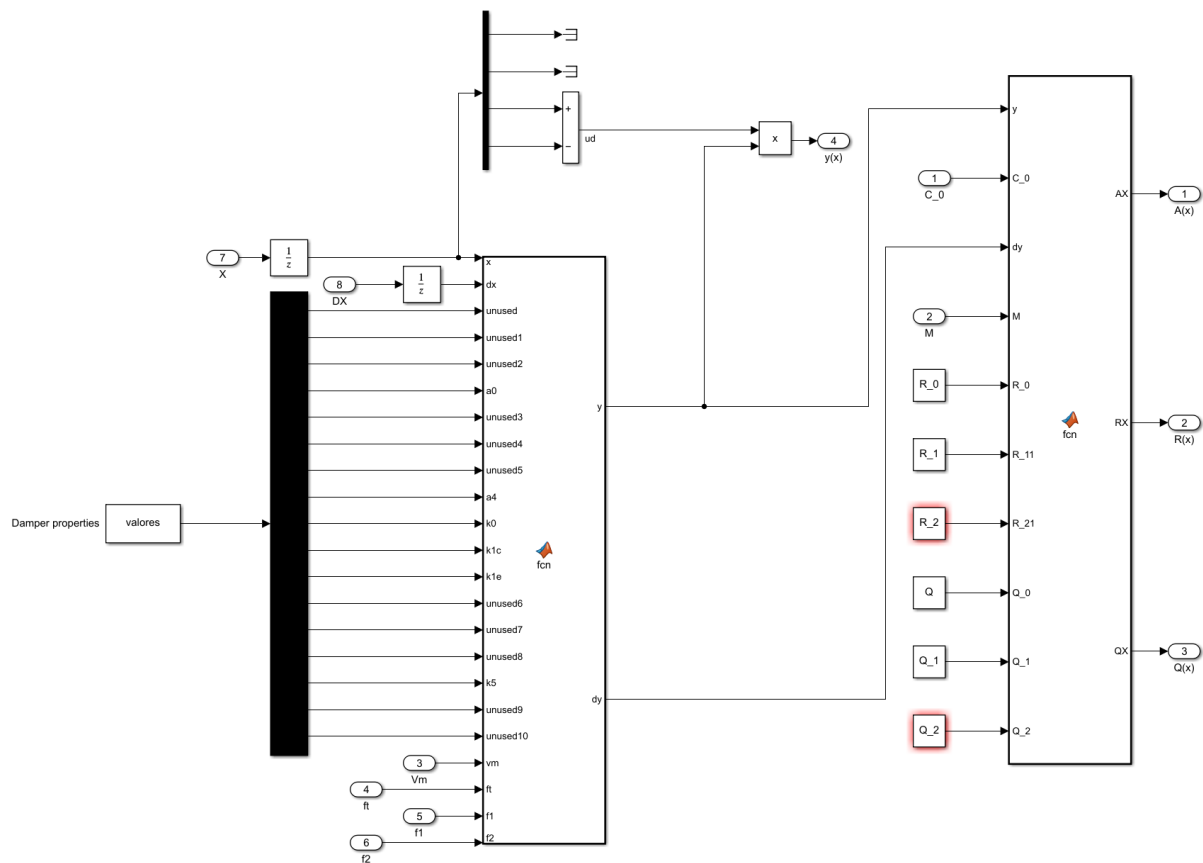 +
−
ud
x
4
y(x)
y
1
C_0
C_0
AX
1
A(x)
dy
7
X
1
z
x
8
DX
1
z
dx
unused
unused1
unused2
a0
unused3
unused4
unused5
a4
k0
k1c
k1e
unused6
unused7
unused8
k5
unused9
unused10
vm
ft
f1
f2
y
dy
fcn
Damper properties
valores
3
Vm
4
ft
5
f1
6
f2
2
M
M
R_0
R_0
R_1
R_11
R_2
R_21
Q
Q_0
Q_1
Q_1
Q_2
Q_2
fcn
RX
2
R(x)
QX
3
Q(x)